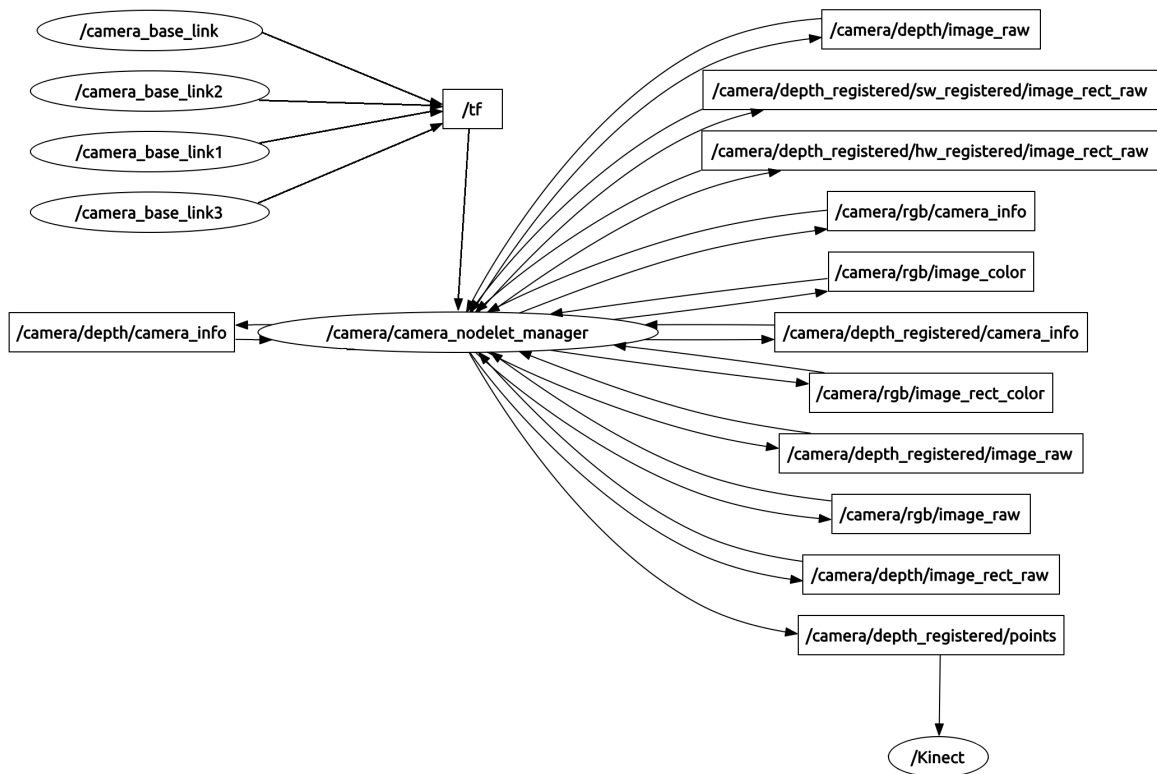 /camera_base_link
/camera_base_link2
/camera_base_link1
/camera_base_link3
/tf
/camera/depth/camera_info
/camera/camera_nodelet_manager
/camera/depth/image_raw
/camera/depth_registered/sw_registered/image_rect_raw
/camera/depth_registered/hw_registered/image_rect_raw
/camera/rgb/camera_info
/camera/rgb/image_color
/camera/depth_registered/camera_info
/camera/rgb/image_rect_color
/camera/depth_registered/image_raw
/camera/rgb/image_raw
/camera/depth/image_rect_raw
/camera/depth_registered/points
/Kinect